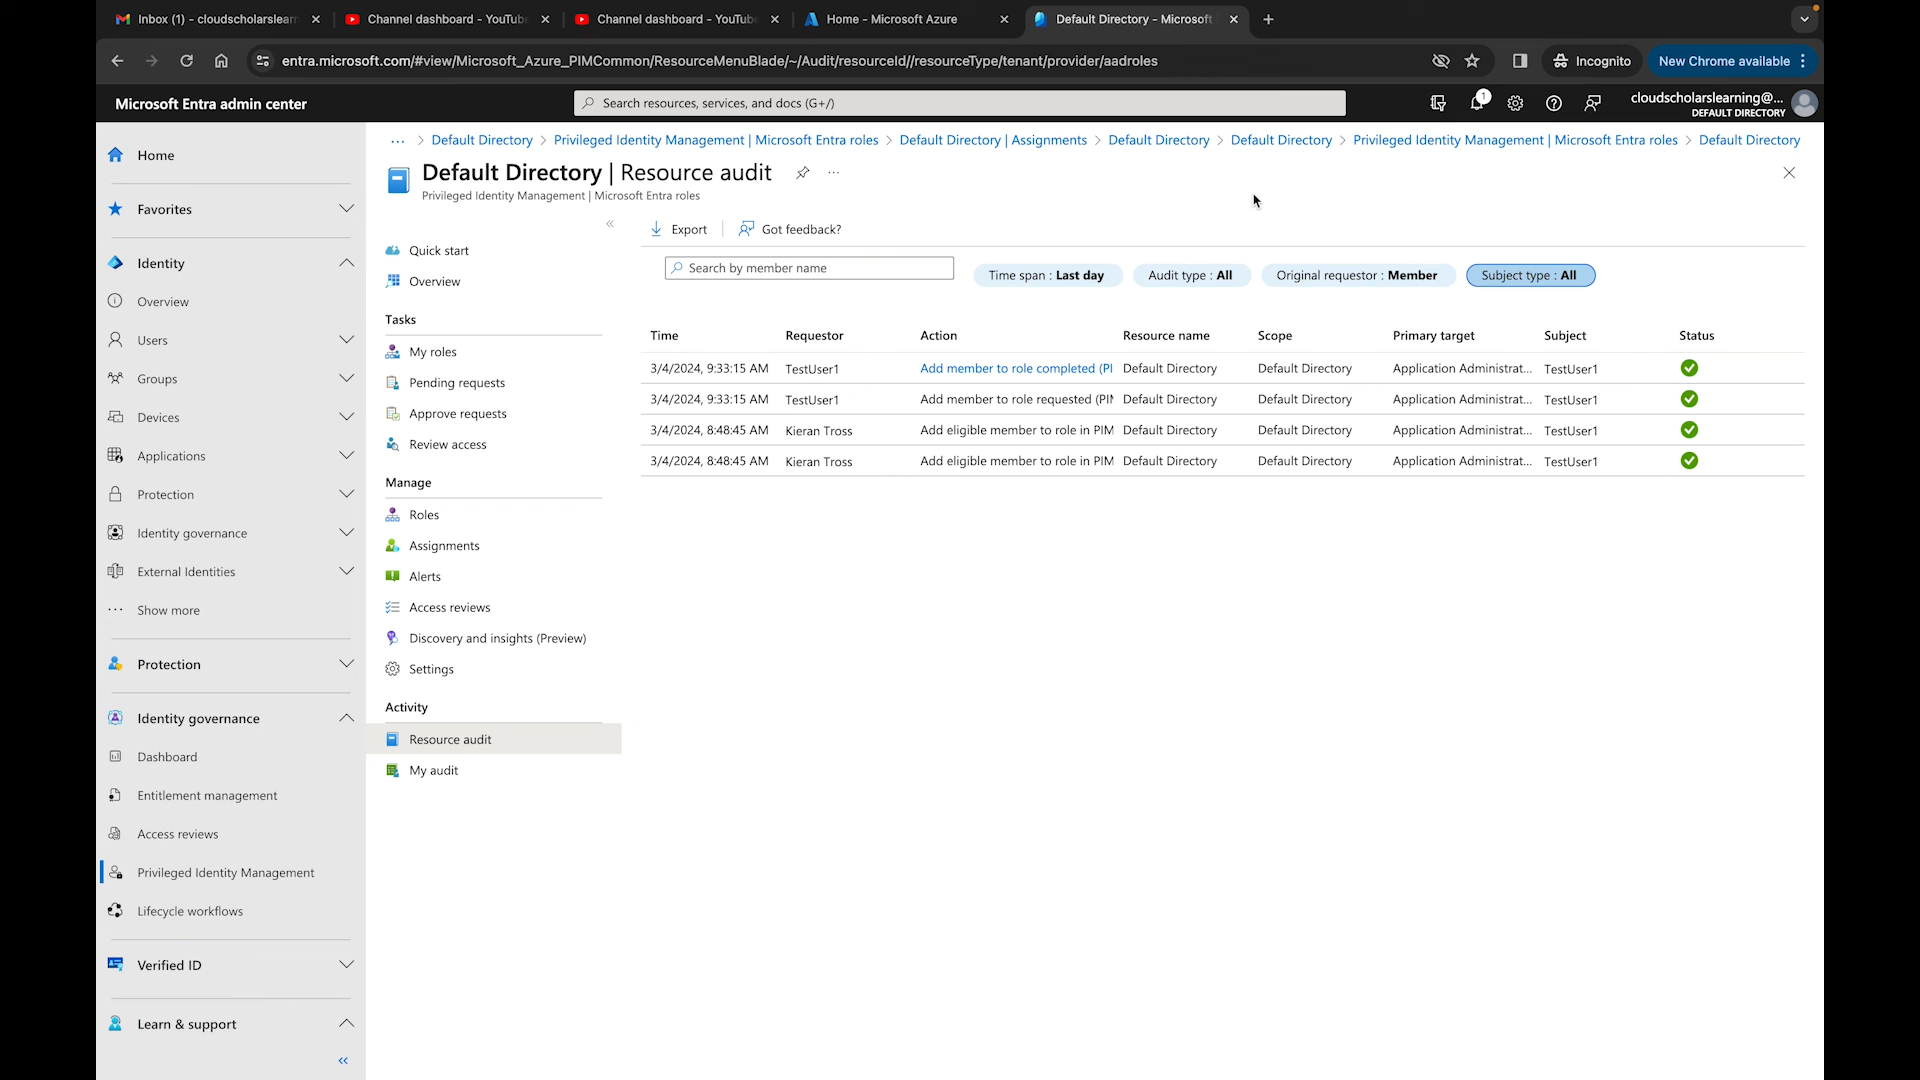 Inbox (1) - cloudscholarslearn
Channel dashboard - YouTube
Channel dashboard - YouTube
Home - Microsoft Azure
Default Directory - Microsoft
entra.microsoft.com/#view/Microsoft_Azure_PIMCommon/ResourceMenuBlade/~/Audit/resourceId//resourceType/tenant/provider/aadroles
Incognito
New Chrome available
Microsoft Entra admin center
Search resources, services, and docs (G+/)
1
cloudscholarslearning@...
DEFAULT DIRECTORY
... > Default Directory > Privileged Identity Management | Microsoft Entra roles > Default Directory | Assignments > Default Directory > Default Directory > Privileged Identity Management | Microsoft Entra roles > Default Directory
Default Directory | Resource audit ...
Privileged Identity Management | Microsoft Entra roles
Home
Favorites
Identity
Overview
Users
Groups
Devices
Applications
Protection
Identity governance
External Identities
Show more
Protection
Identity governance
Dashboard
Entitlement management
Access reviews
Privileged Identity Management
Lifecycle workflows
Verified ID
Learn & support
Quick start
Overview
Tasks
My roles
Pending requests
Approve requests
Review access
Manage
Roles
Assignments
Alerts
Access reviews
Discovery and insights (Preview)
Settings
Activity
Resource audit
My audit
Export
Got feedback?
Search by member name
Time span : Last day
Audit type : All
Original requestor : Member
Subject type : All
Time Requestor Action Resource name Scope Primary target Subject Status
3/4/2024, 9:33:15 AM TestUser1 Add member to role completed (PI Default Directory Default Directory Application Administrat... TestUser1
3/4/2024, 9:33:15 AM TestUser1 Add member to role requested (PIM Default Directory Default Directory Application Administrat... TestUser1
3/4/2024, 8:48:45 AM Kieran Tross Add eligible member to role in PIM Default Directory Default Directory Application Administrat... TestUser1
3/4/2024, 8:48:45 AM Kieran Tross Add eligible member to role in PIM Default Directory Default Directory Application Administrat... TestUser1